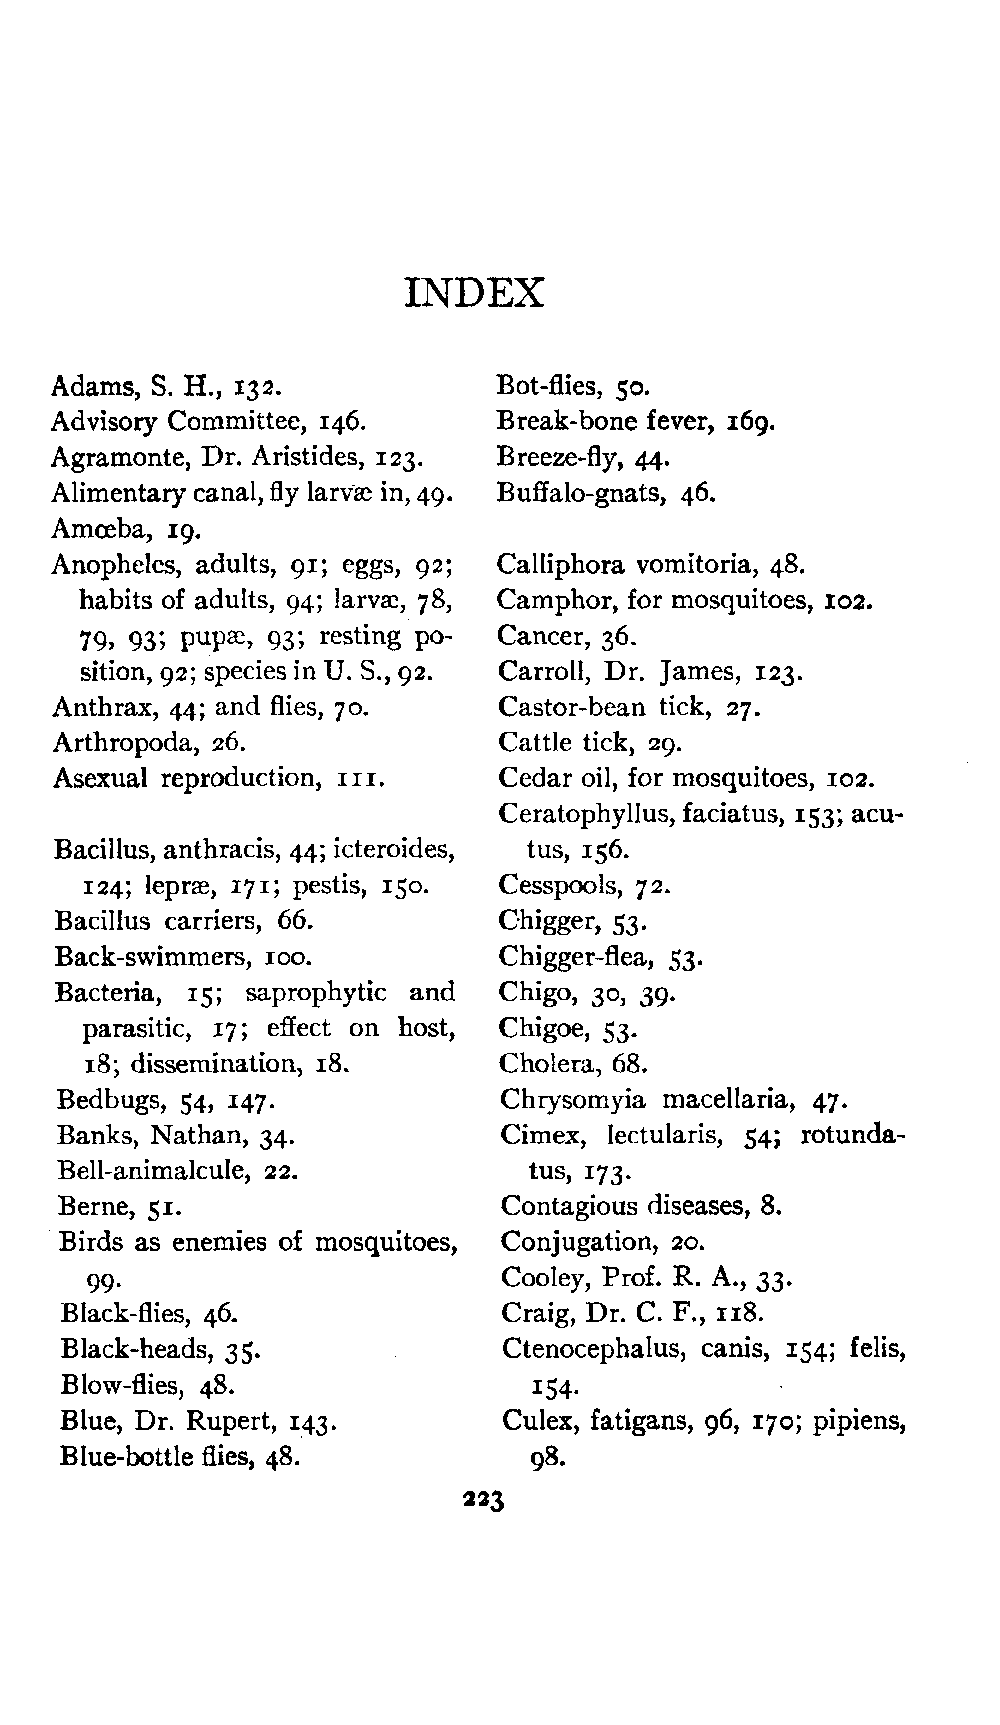 INDEX
Adams, S. H., 132.
Advisory Committee, 146.
Agramonte, Dr. Aristides, 123.
Alimentary canal, fly larvæ in, 49.
Amœba, 19.
Anopheles, adults, 91; eggs, 92;
habits of adults, 94; larvæ, 78,
79, 93; pupæ, 93; resting po-
sition, 92; species in U. S., 92.
Anthrax, 44; and flies, 70.
Arthropoda, 26.
Asexual reproduction, 111.
Bacillus, anthracis, 44; icteroides,
124; lepræ, 171; pestis, 150.
Bacillus carriers, 66.
Back-swimmers, 100.
Bacteria, 15; saprophytic and
parasitic, 17; effect on host,
18; dissemination, 18.
Bedbugs, 54, 147.
Banks, Nathan, 34.
Bell-animalcule, 22.
Berne, 51.
Birds as enemies of mosquitoes,
99.
Black-flies, 46.
Black-heads, 35.
Blow-flies, 48.
Blue, Dr. Rupert, 143.
Blue-bottle flies, 48.
Bot-flies, 50.
Break-bone fever, 169.
Breeze-fly, 44.
Buffalo-gnats, 46.
Calliphora vomitoria, 48.
Camphor, for mosquitoes, 102.
Cancer, 36.
Carroll, Dr. James, 123.
Castor-bean tick, 27.
Cattle tick, 29.
Cedar oil, for mosquitoes, 102.
Ceratophyllus, faciatus, 153; acu-
tus, 156.
Cesspools, 72.
Chigger, 53.
Chigger-flea, 53.
Chigo, 30, 39.
Chigoe, 53.
Cholera, 68.
Chrysomyia macellaria, 47.
Cimex, lectularis, 54; rotunda-
tus, 173.
Contagious diseases, 8.
Conjugation, 20.
Cooley, Prof. R. A., 33.
Craig, Dr. C. F., 118.
Ctenocephalus, canis, 154; felis,
154.
Culex, fatigans, 96, 170; pipiens,
98.
223